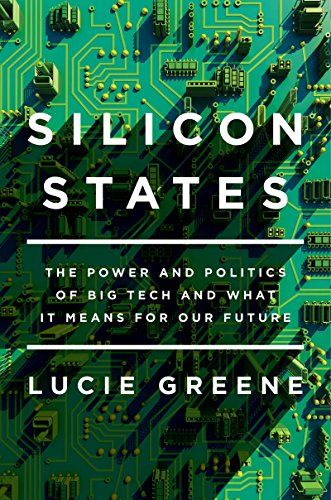 SILICON
STATES
THE POWER AND POLITICS
OF BIG TECH AND WHAT
IT MEANS FOR OUR FUTURE
LUCIE GREENE